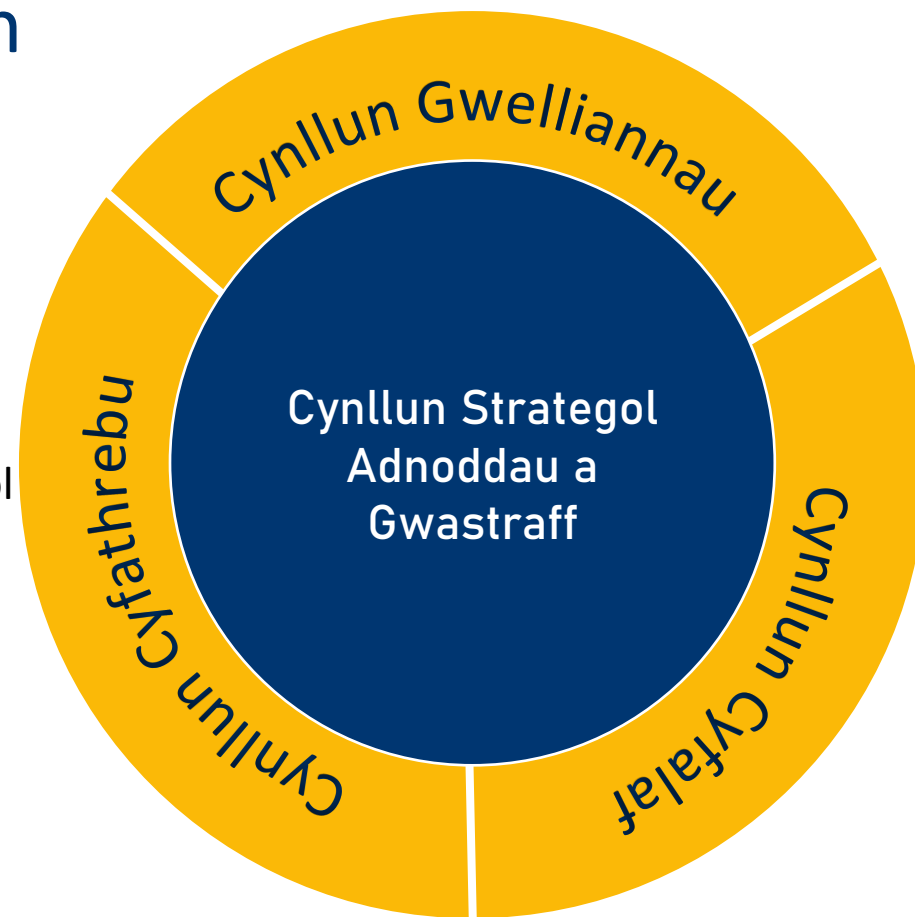 Cynllun Gwelliannau
Cynllun Strategol
Adnoddau a
Gwastraff
Cynllun Cyfathrebu
Cynllun Cyfalaf